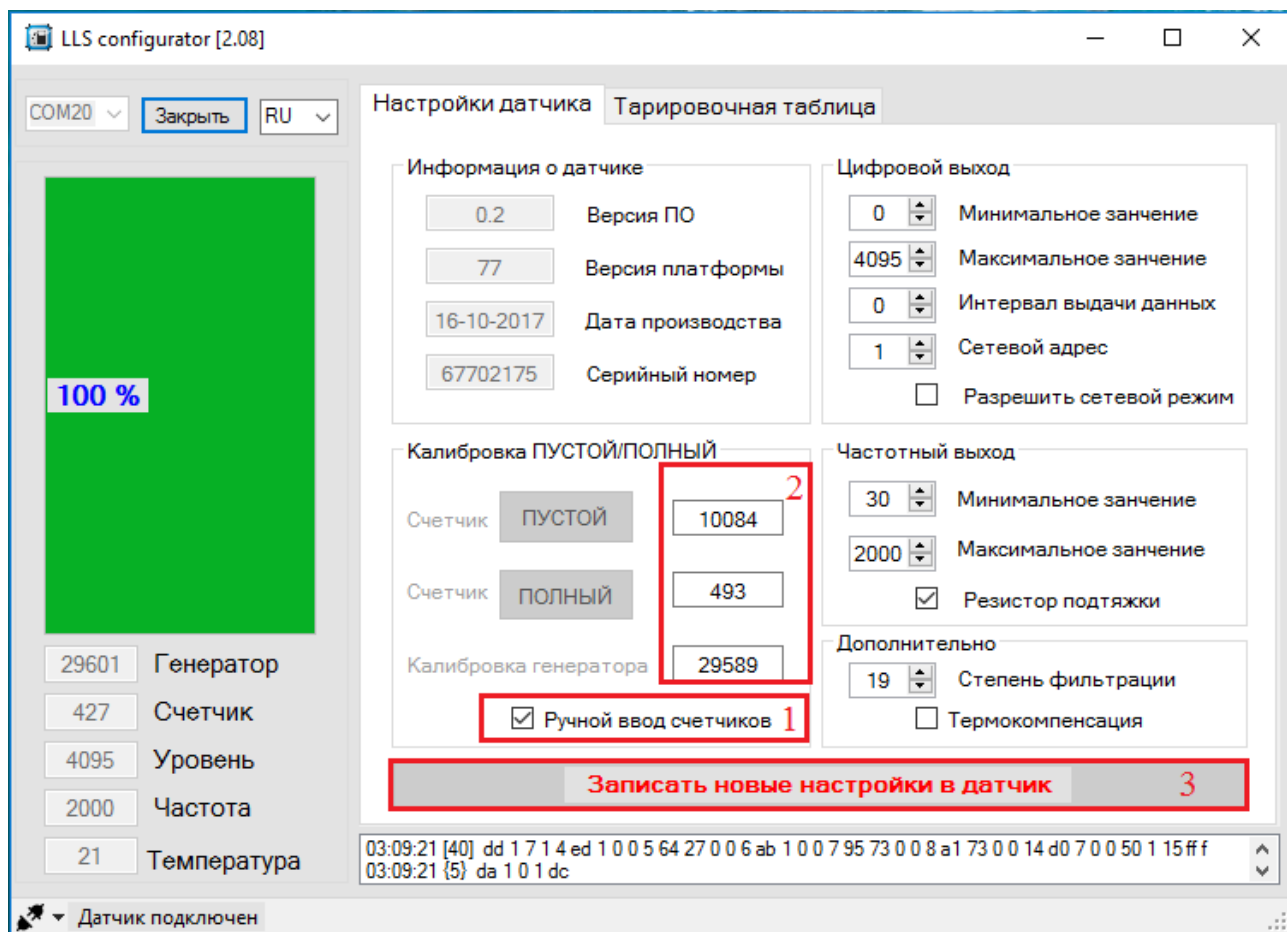 LLS configurator [2.08]
COM20 Закрыть RU
Настройки датчика Тарировочная таблица
Информация о датчике
0.2 Версия ПО
77 Версия платформы
16-10-2017 Дата производства
67702175 Серийный номер
Цифровой выход
0 Минимальное занчение
4095 Максимальное занчение
0 Интервал выдачи данных
1 Сетевой адрес
Разрешить сетевой режим
100 %
Калибровка ПУСТОЙ/ПОЛНЫЙ
2
Счетчик ПУСТОЙ 10084
Счетчик ПОЛНЫЙ 493
Калибровка генератора 29589
Ручной ввод счетчиков 1
Частотный выход
30 Минимальное занчение
2000 Максимальное занчение
Резистор подтяжки
Дополнительно
19 Степень фильтрации
Термокомпенсация
Записать новые настройки в датчик 3
29601 Генератор
427 Счетчик
4095 Уровень
2000 Частота
21 Температура
03:09:21 [40] dd 1 7 1 4 ed 1 0 0 5 64 27 0 0 6 ab 1 0 0 7 95 73 0 0 8 a1 73 0 0 14 d0 7 0 0 50 1 15 ff f
03:09:21 {5} da 1 0 1 dc
Датчик подключен